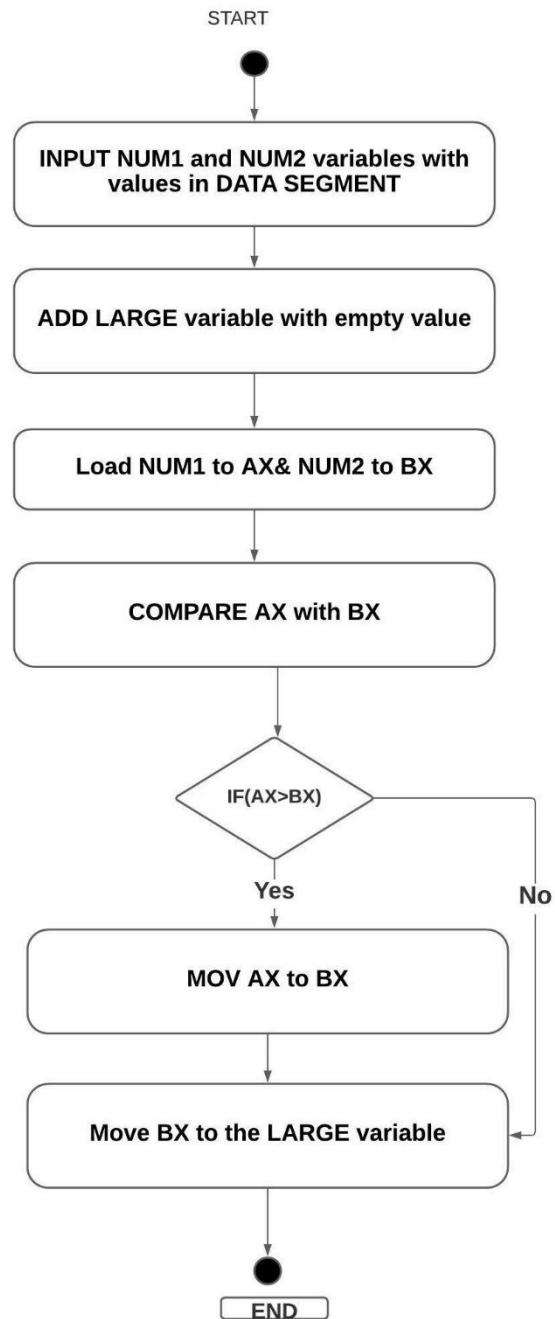 START
INPUT NUM1 and NUM2 variables with
values in DATA SEGMENT
ADD LARGE variable with empty value
Load NUM1 to AX& NUM2 to BX
COMPARE AX with BX
IF(AX>BX)
Yes
No
MOV AX to BX
Move BX to the LARGE variable
END